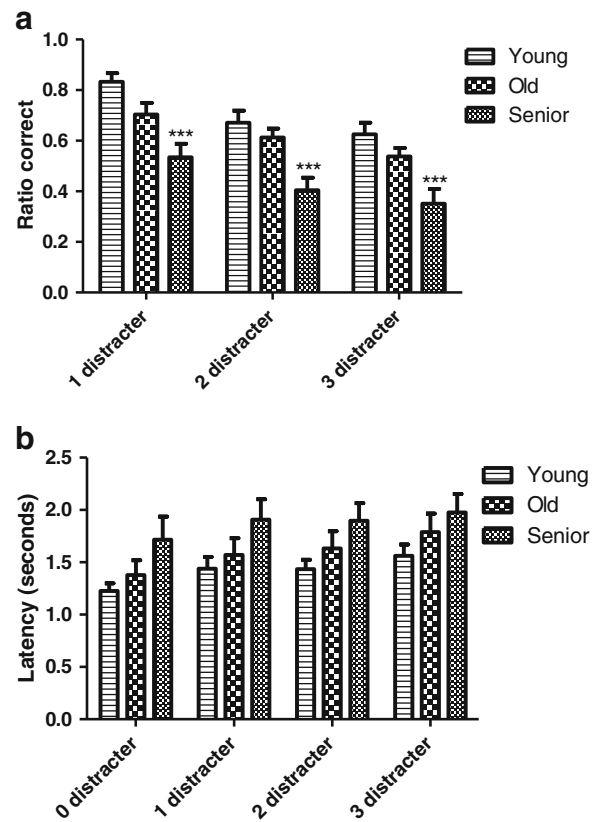 a
Ratio correct
1.0
0.8
0.6
0.4
0.2
0.0
***
***
***
Young
Old
Senior
1 distracter
2 distracter
3 distracter
b
Latency (seconds)
2.5
2.0
1.5
1.0
0.5
0.0
Young
Old
Senior
0 distracter
1 distracter
2 distracter
3 distracter